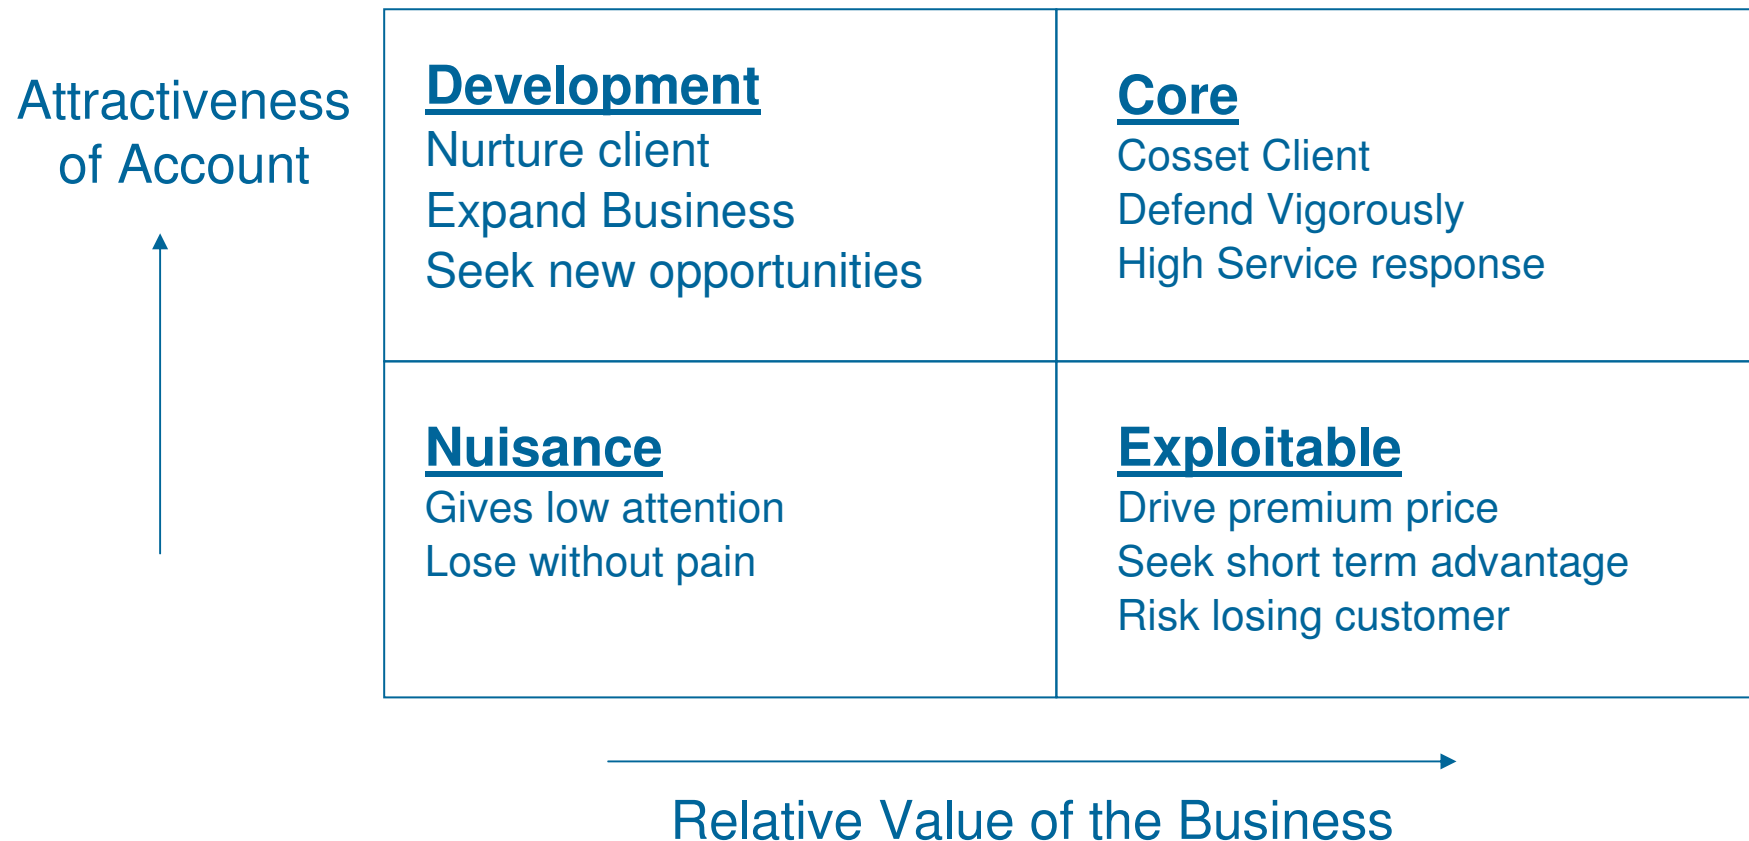 Attractiveness
of Account
Development
Nurture client
Expand Business
Seek new opportunities
Core
Cosset Client
Defend Vigorously
High Service response
Nuisance
Gives low attention
Lose without pain
Exploitable
Drive premium price
Seek short term advantage
Risk losing customer
Relative Value of the Business